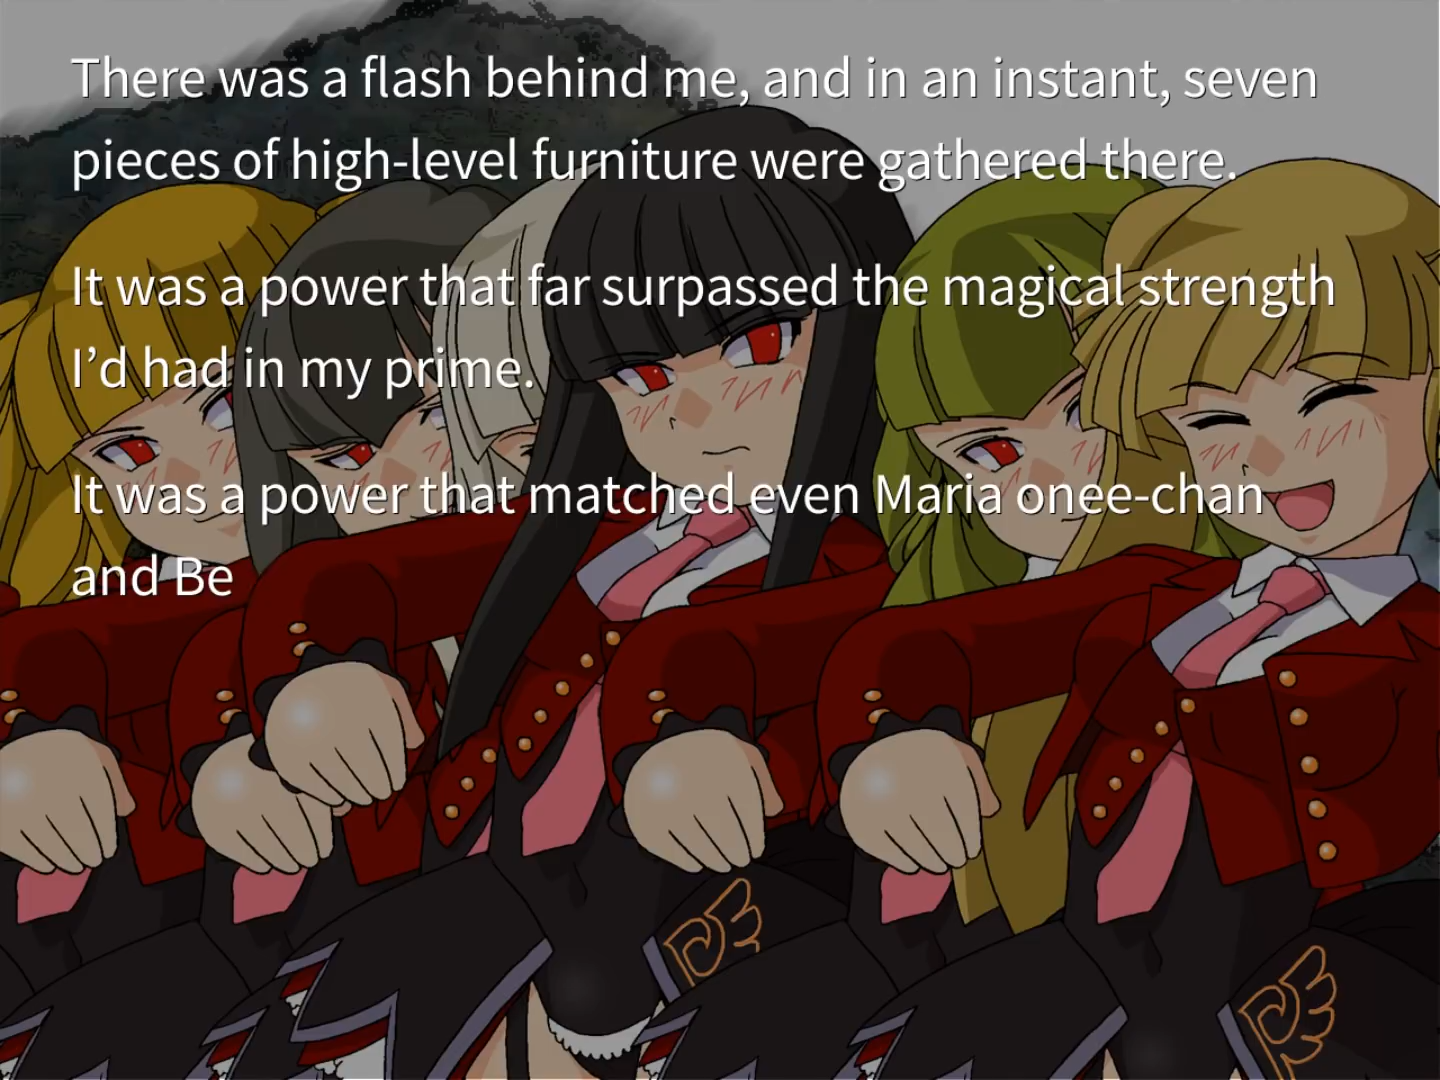 There was a flash behind me, and in an instant, seven
pieces of high-level furniture were gathered there.
It was a power that far surpassed the magical strength
I’d had in my prime.
It was a power that matched even Maria onee-chan
and Be